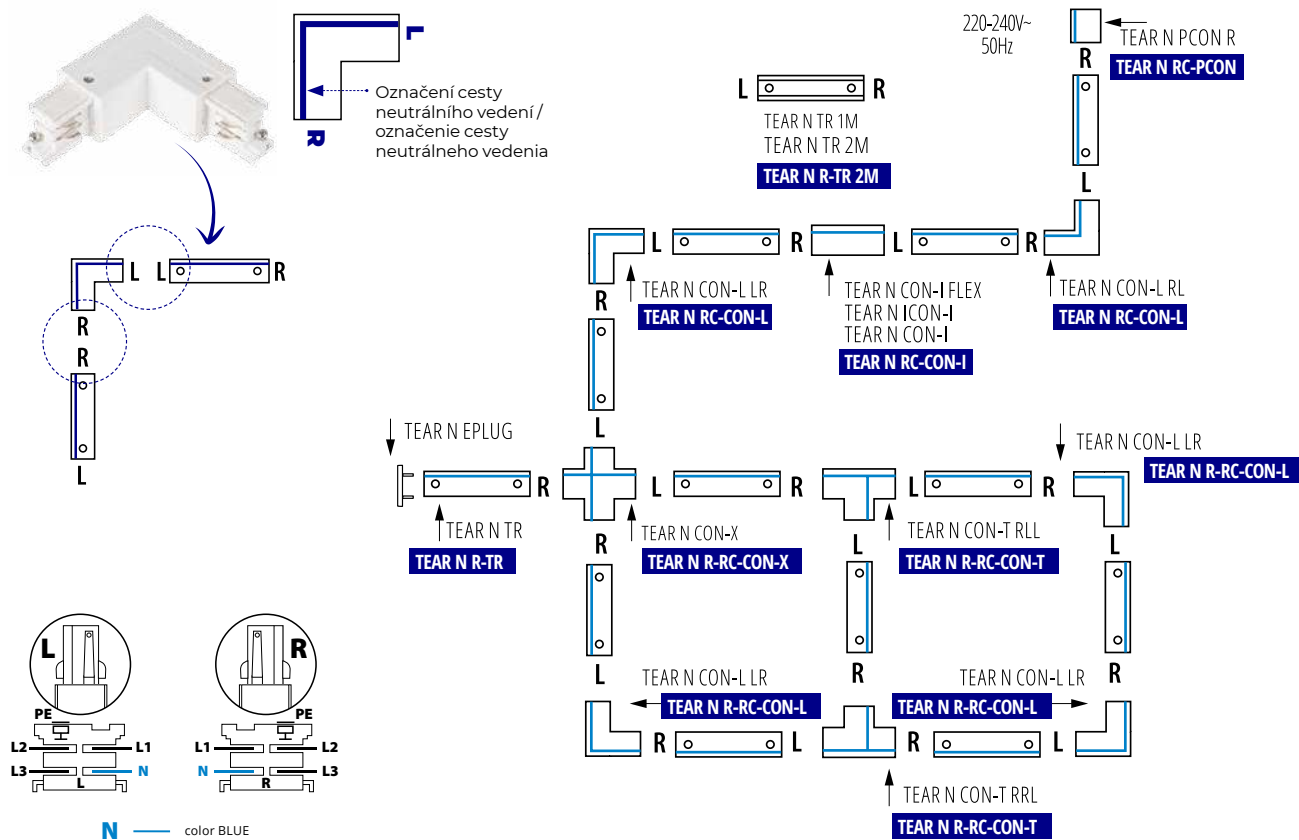 L
R
Označení cesty
neutrálního vedení /
označenie cesty
neutrálneho vedenia
220-240V~
50Hz
TEAR N PCON R
R
TEAR N RC-PCON
L R
TEAR N TR 1M
TEAR N TR 2M
TEAR N R-TR 2M
L
L R L R
TEAR N CON-L LR
TEAR N RC-CON-L
TEAR N CON-I FLEX
TEAR N ICON-I
TEAR N CON-I
TEAR N RC-CON-I
TEAR N CON-L RL
TEAR N RC-CON-L
L L R
R
R
L
R
L
TEAR N EPLUG
TEAR N CON-L LR
TEAR N R-RC-CON-L
R L R L R
TEAR N TR
TEAR N R-TR
TEAR N CON-X
TEAR N R-RC-CON-X
TEAR N CON-T RLL
TEAR N R-RC-CON-T
R L L
L R R
TEAR N CON-L LR
TEAR N R-RC-CON-L
TEAR N CON-L LR
TEAR N R-RC-CON-L
R L R L
TEAR N CON-T RRL
TEAR N R-RC-CON-T
L R
PE PE
L2 L1 L1 L2
L3 N N L3
L R
N color BLUE